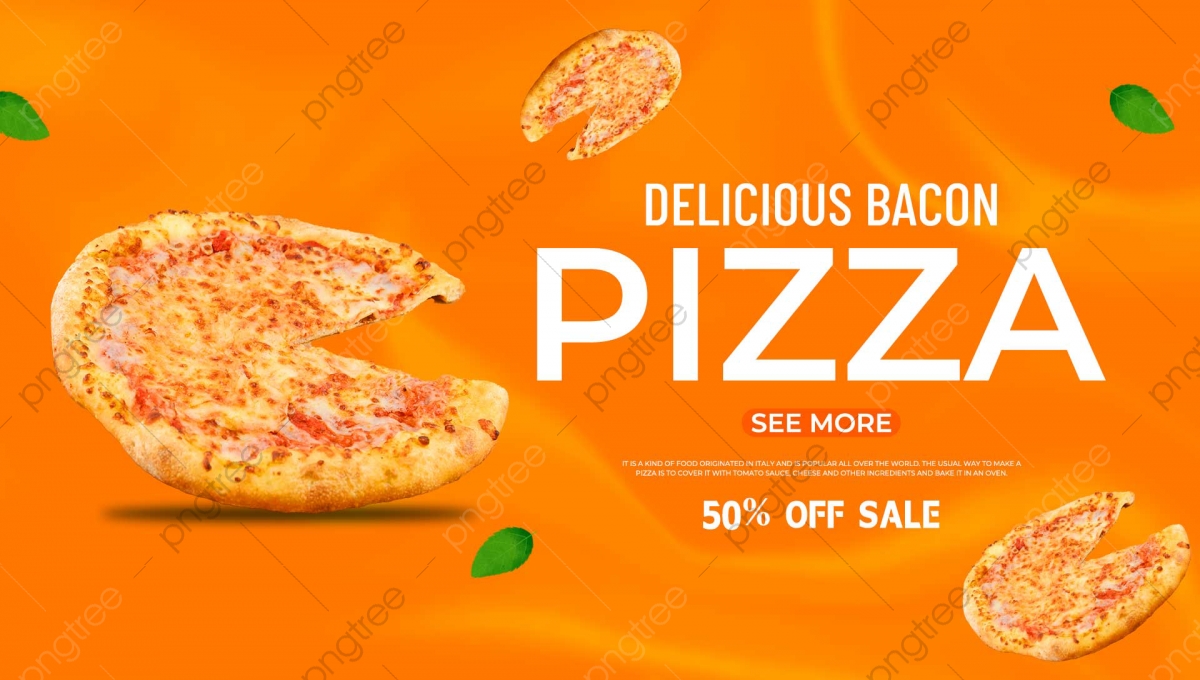 DELICIOUS BACON
PIZZA
SEE MORE
IT IS A KIND OF FOOD ORIGINATED IN ITALY AND IS POPULAR ALL OVER THE WORLD. THE USUAL WAY TO MAKE A
PIZZA IS TO COVER IT WITH TOMATO SAUCE, CHEESE AND OTHER INGREDIENTS AND BAKE IT IN AN OVEN.
50% OFF SALE
pngtree